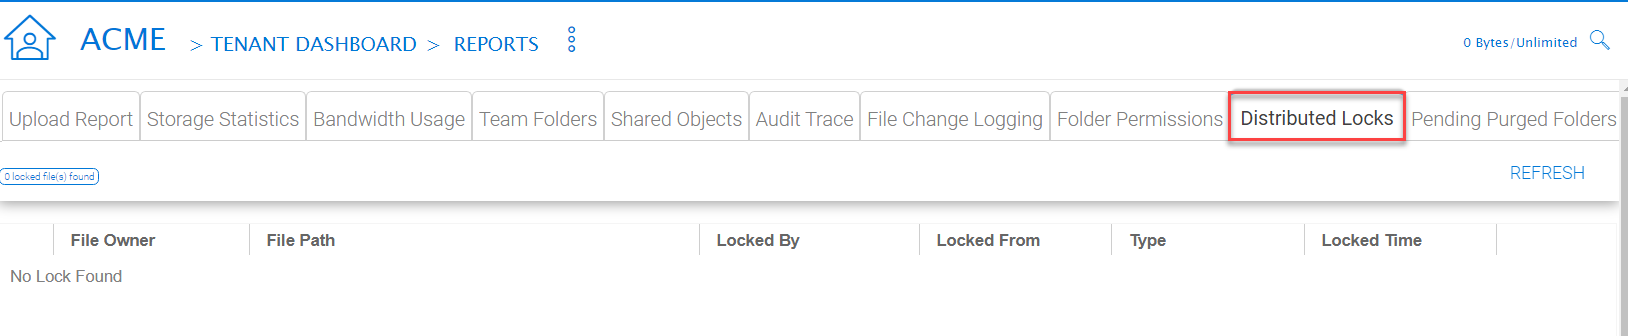 ACME > TENANT DASHBOARD > REPORTS
0 Bytes/Unlimited
Upload Report Storage Statistics Bandwidth Usage Team Folders Shared Objects Audit Trace File Change Logging Folder Permissions Distributed Locks Pending Purged Folders
0 locked file(s) found
REFRESH
File Owner File Path Locked By Locked From Type Locked Time
No Lock Found